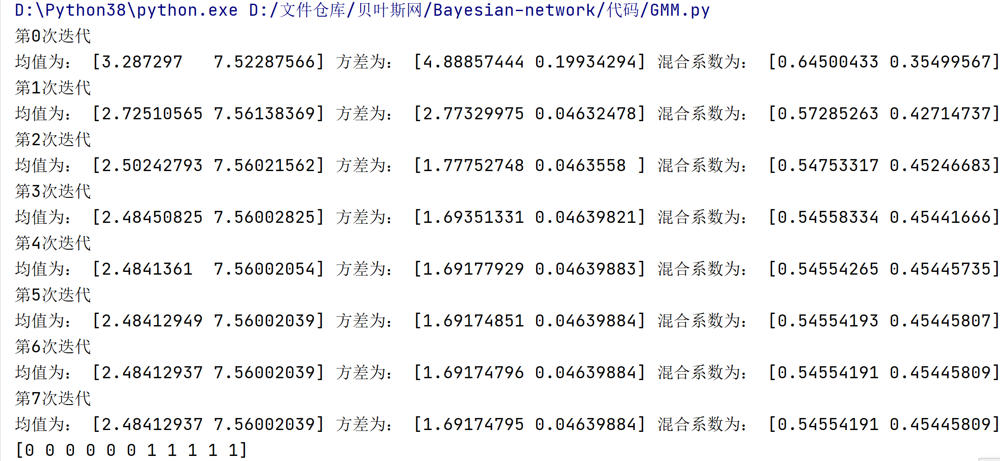 D:\Python38\python.exe D:/文件仓库/贝叶斯网/Bayesian-network/代码/GMM.py
第0次迭代
均值为： [3.287297   7.52287566] 方差为： [4.88857444 0.19934294] 混合系数为： [0.64500433 0.35499567]
第1次迭代
均值为： [2.72510565 7.56138369] 方差为： [2.77329975 0.04632478] 混合系数为： [0.57285263 0.42714737]
第2次迭代
均值为： [2.50242793 7.56021562] 方差为： [1.77752748 0.0463558 ] 混合系数为： [0.54753317 0.45246683]
第3次迭代
均值为： [2.48450825 7.56002825] 方差为： [1.69351331 0.04639821] 混合系数为： [0.54558334 0.45441666]
第4次迭代
均值为： [2.4841361  7.56002054] 方差为： [1.69177929 0.04639883] 混合系数为： [0.54554265 0.45445735]
第5次迭代
均值为： [2.48412949 7.56002039] 方差为： [1.69174851 0.04639884] 混合系数为： [0.54554193 0.45445807]
第6次迭代
均值为： [2.48412937 7.56002039] 方差为： [1.69174796 0.04639884] 混合系数为： [0.54554191 0.45445809]
第7次迭代
均值为： [2.48412937 7.56002039] 方差为： [1.69174795 0.04639884] 混合系数为： [0.54554191 0.45445809]
[0 0 0 0 0 0 1 1 1 1 1]